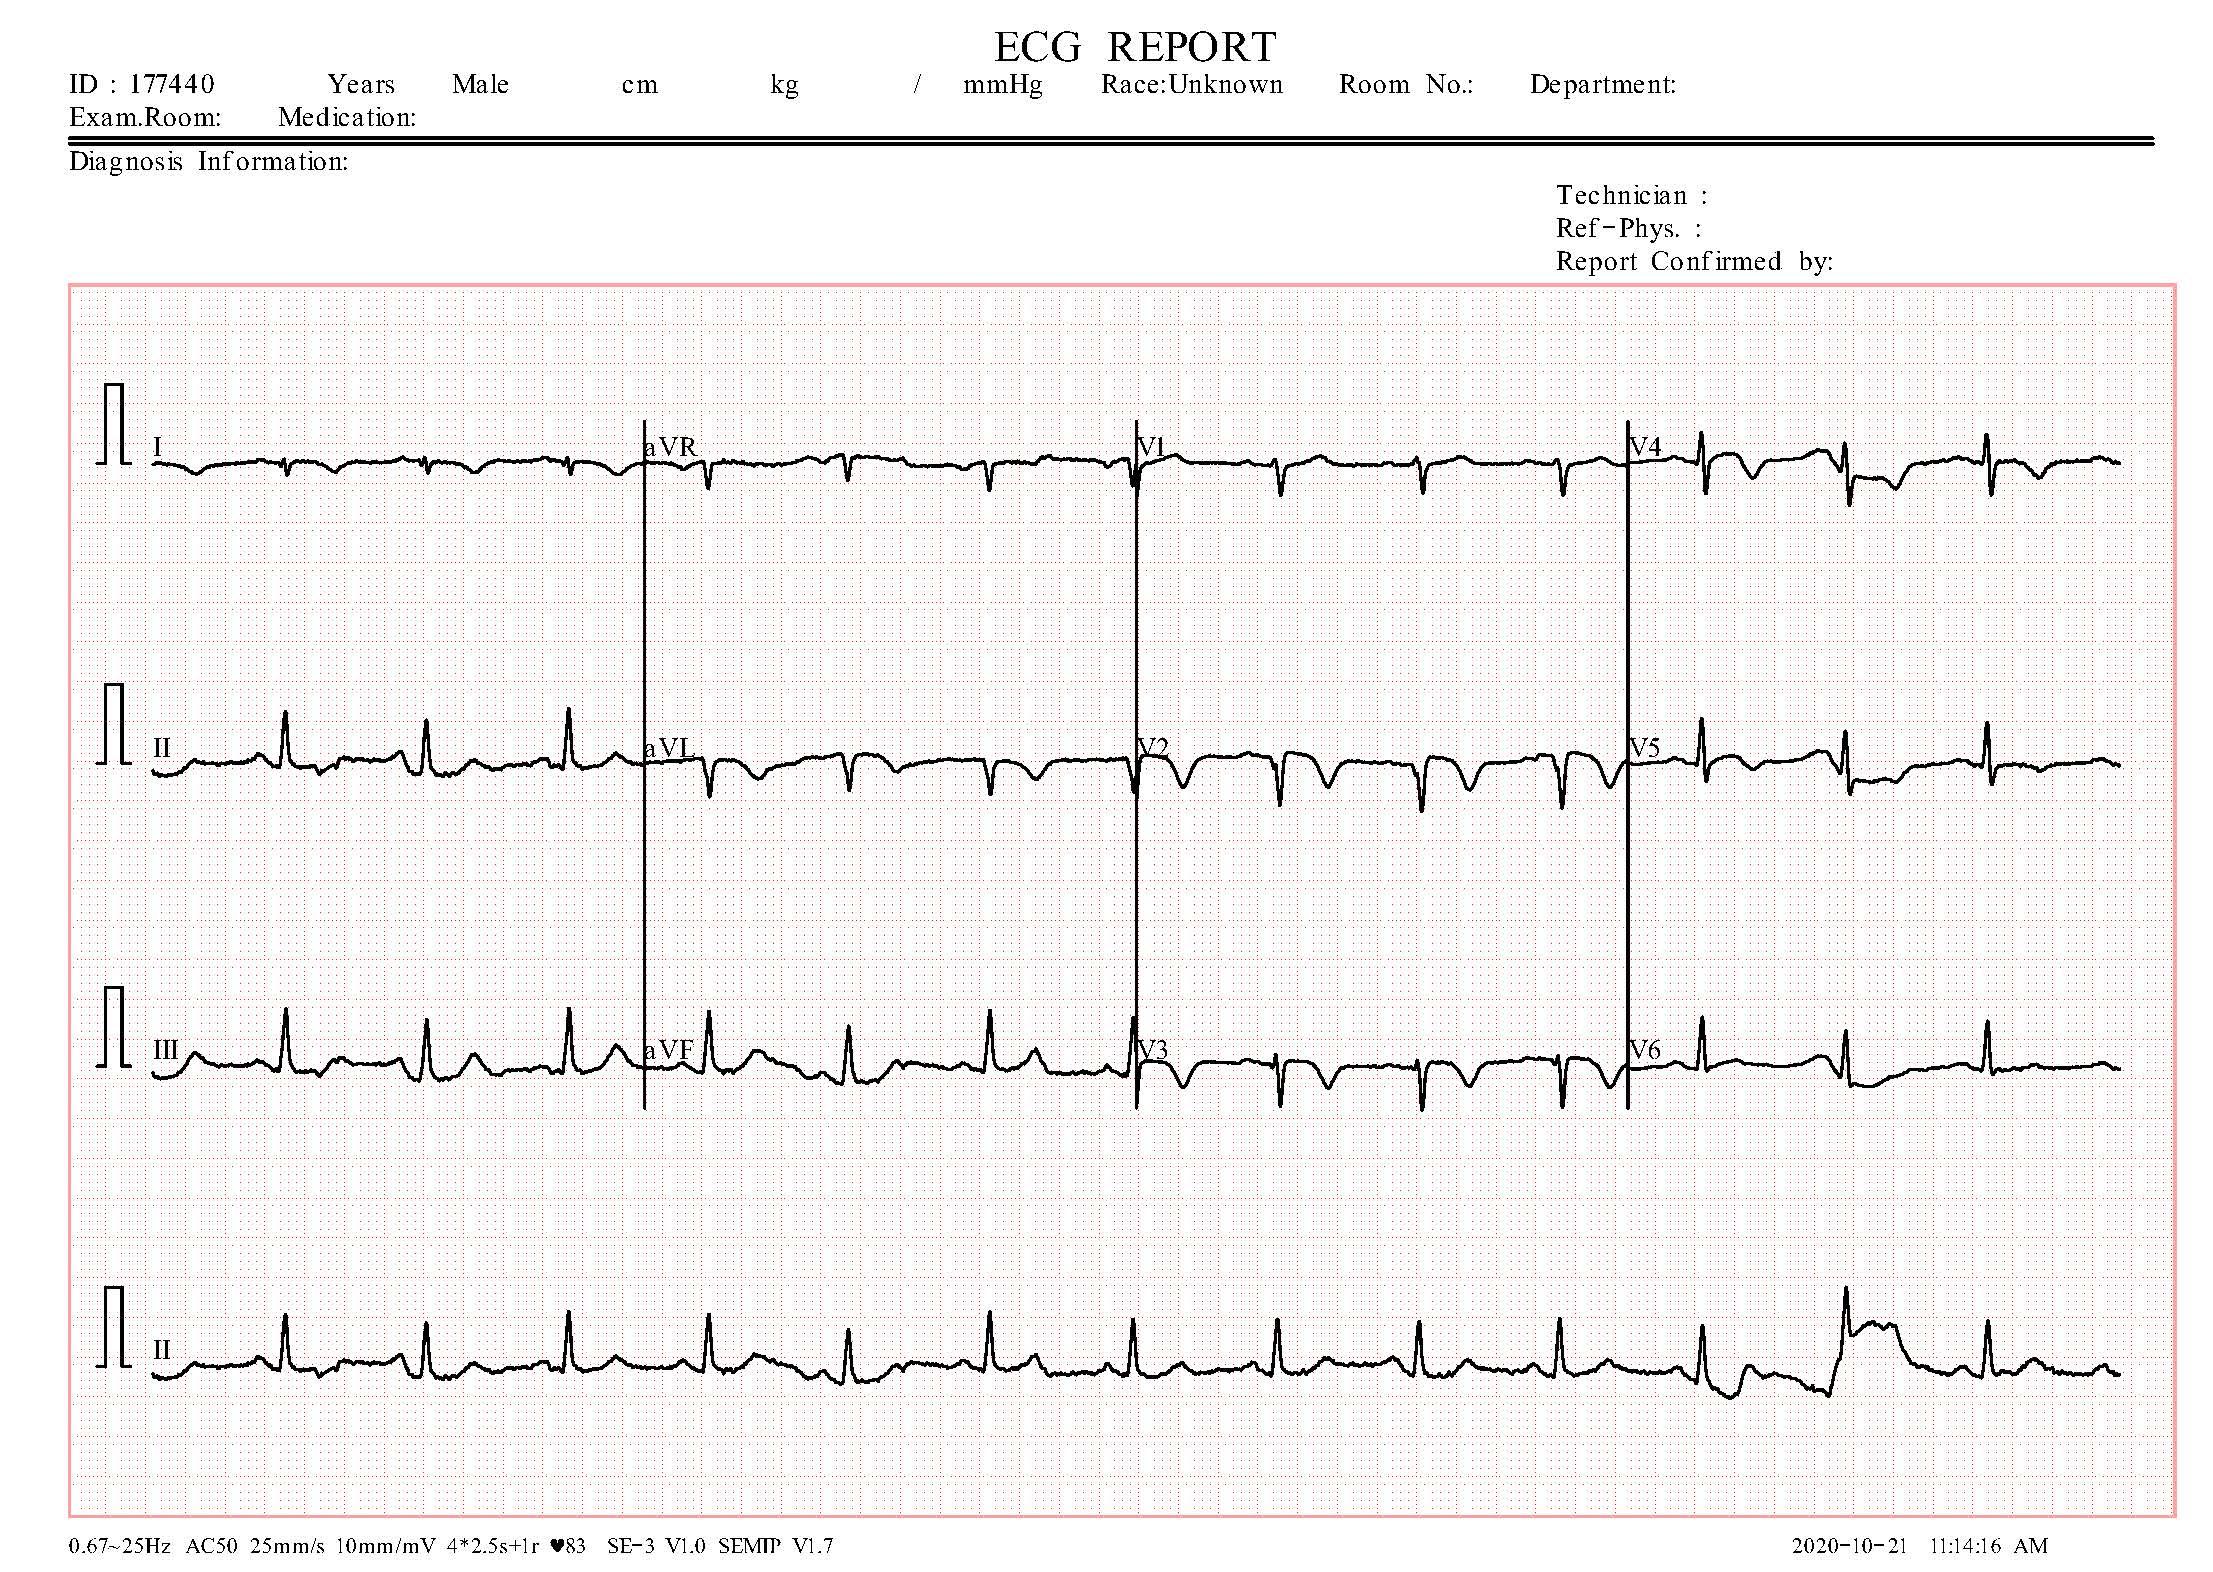 ECG REPORT
ID : 177440 Years Male cm kg / mmHg Race:Unknown Room No.: Department:
Exam.Room: Medication:
Diagnosis Information:
Technician :
Ref-Phys. :
Report Confirmed by:
I aVR V1 V4
II aVL V2 V5
III aVF V3 V6
II
0.67~25Hz AC50 25mm/s 10mm/mV 4*2.5s+1r ♥83 SE-3 V1.0 SEMIP V1.7
2020-10-21 11:14:16 AM